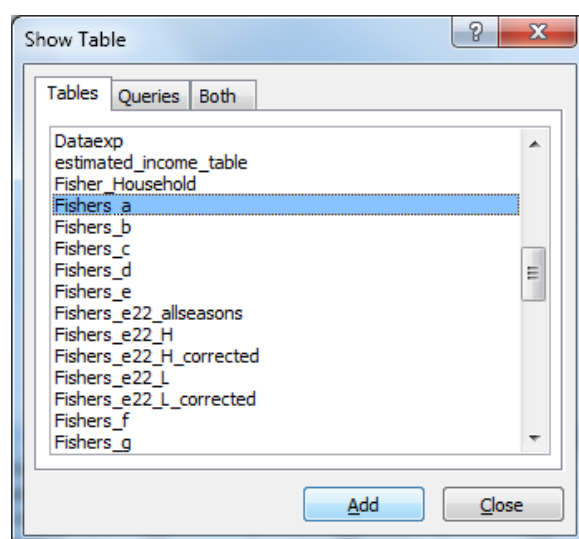 Show Table
?
Tables Queries Both
Dataexp
estimated_income_table
Fisher_Household
Fishers_a
Fishers_b
Fishers_c
Fishers_d
Fishers_e
Fishers_e22_allseasons
Fishers_e22_H
Fishers_e22_H_corrected
Fishers_e22_L
Fishers_e22_L_corrected
Fishers_f
Fishers_g
Add Close